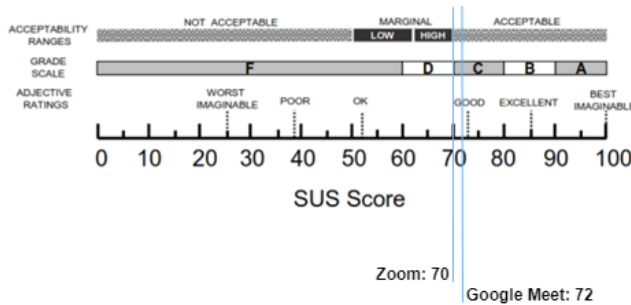 ACCEPTABILITY RANGES
NOT ACCEPTABLE MARGINAL ACCEPTABLE
LOW HIGH
GRADE SCALE
F D C B A
ADJECTIVE RATINGS
WORST IMAGINABLE POOR OK GOOD EXCELLENT BEST IMAGINABLE
0 10 20 30 40 50 60 70 80 90 100
SUS Score
Zoom: 70
Google Meet: 72